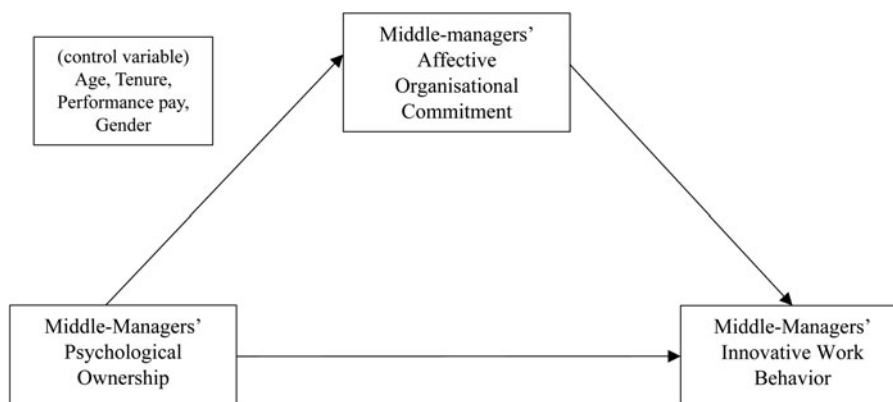 (control variable)
Age, Tenure,
Performance pay,
Gender
Middle-managers’
Affective
Organisational
Commitment
Middle-Managers’
Psychological
Ownership
Middle-Managers’
Innovative Work
Behavior